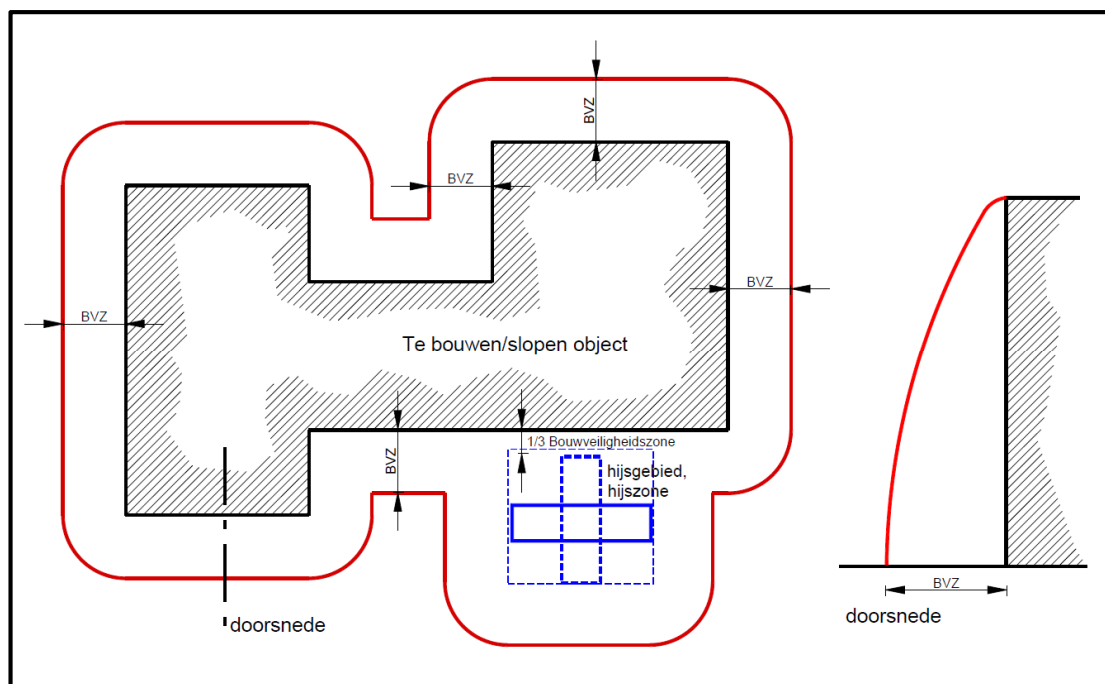 BVZ
BVZ
BVZ
BVZ
Te bouwen/slopen object
1/3 Bouwveiligheidszone
BVZ
hijsgebied,
hijszone
BVZ
doorsnede
doorsnede